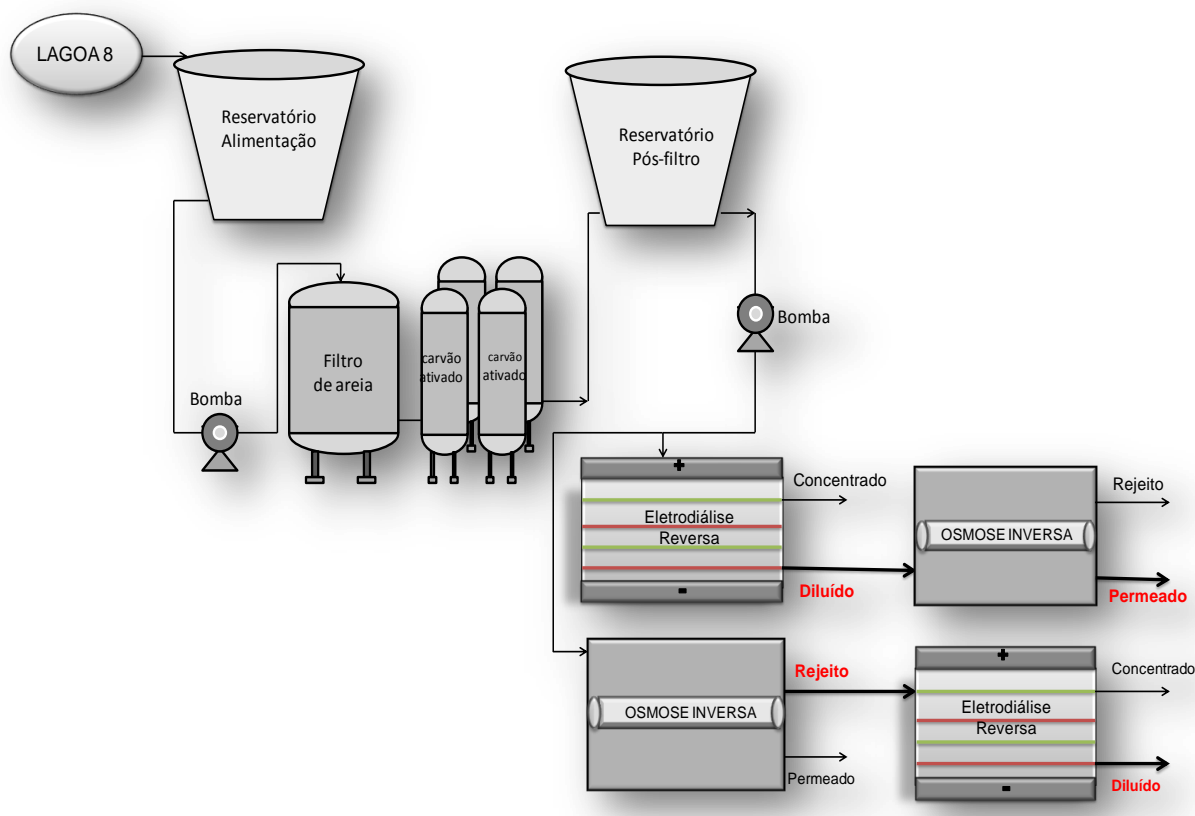 LAGOA 8
Reservatório
Alimentação
Reservatório
Pós-filtro
Bomba
Filtro
de areia
carvão
ativado
carvão
ativado
Bomba
+
Eletrodiálise
Reversa
-
Concentrado
Diluído
OSMOSE INVERSA
Rejeito
Permeado
OSMOSE INVERSA
Rejeito
Permeado
+
Eletrodiálise
Reversa
-
Concentrado
Diluído